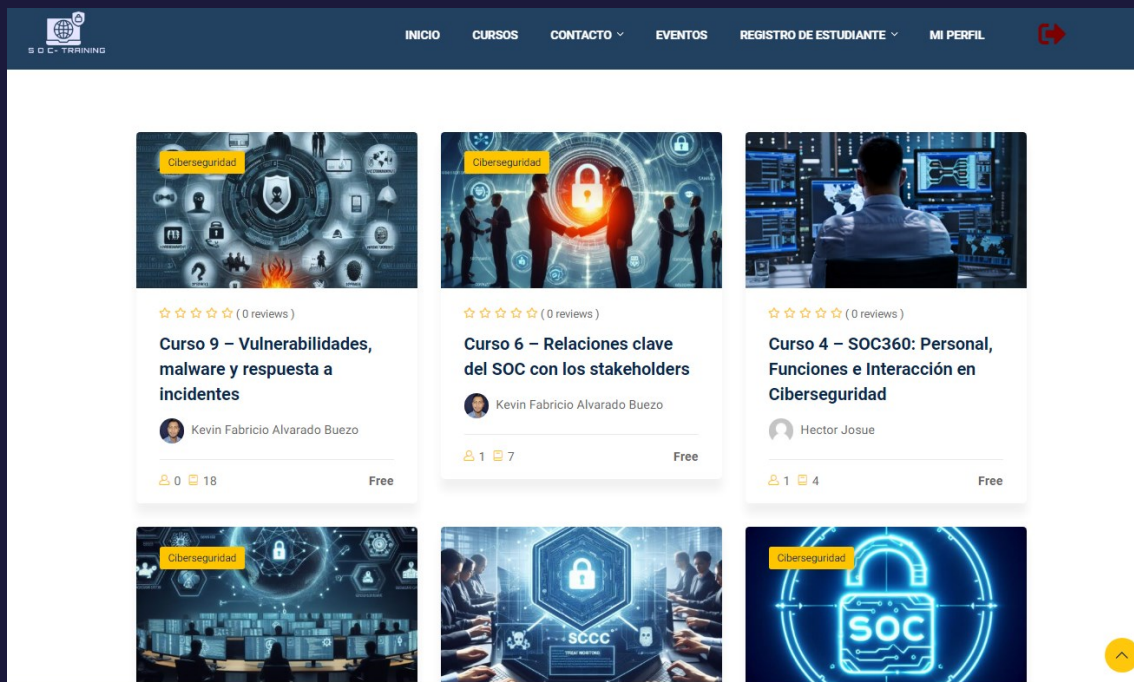 SOC-TRAINING
INICIO CURSOS CONTACTO EVENTOS REGISTRO DE ESTUDIANTE MI PERFIL
Ciberseguridad
( 0 reviews )
Curso 9 – Vulnerabilidades,
malware y respuesta a
incidentes
Kevin Fabricio Alvarado Buezo
0 18 Free
Ciberseguridad
( 0 reviews )
Curso 6 – Relaciones clave
del SOC con los stakeholders
Kevin Fabricio Alvarado Buezo
1 7 Free
( 0 reviews )
Curso 4 – SOC360: Personal,
Funciones e Interacción en
Ciberseguridad
Hector Josue
1 4 Free
Ciberseguridad
SCCC
Ciberseguridad
SOC